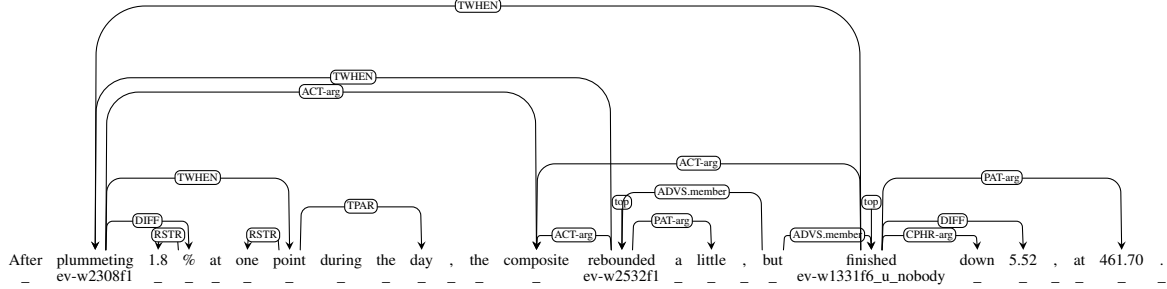 TWHEN
TWHEN
ACT-arg
ACT-arg
TWHEN PAT-arg
ADVS.member
top top
TPAR
DIFF PAT-arg DIFF
RSTR RSTR ACT-arg ADVS.member CPHR-arg
After plummeting 1.8 % at one point during the day , the composite rebounded a little , but finished down 5.52 , at 461.70 .
ev-w2308f1 ev-w2532f1 ev-w1331f6_u_nobody
_ _ _ _ _ _ _ _ _ _ _ _ _ _ _ _ _ _ _ _ _ _ _ _ _